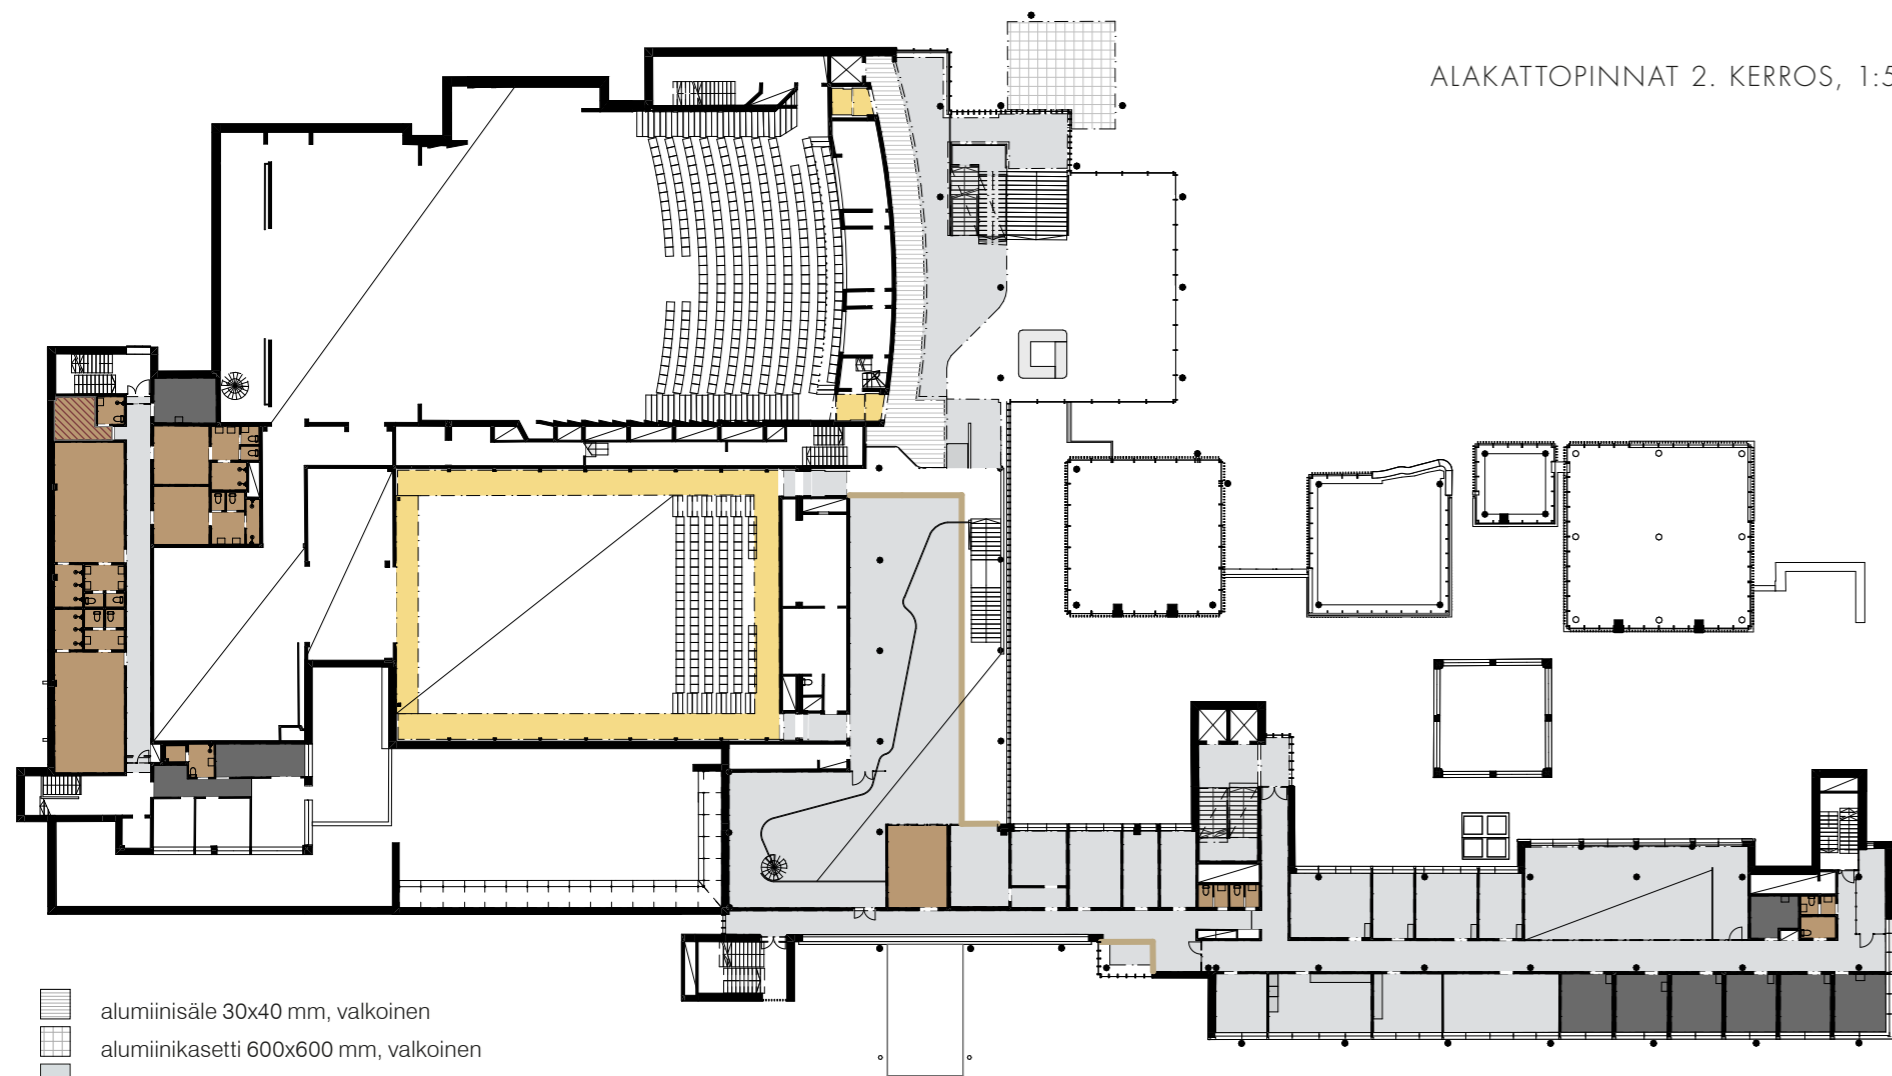 ALAKATTOPINNAT 2. KERROS, 1:5
alumiinisäle 30x40 mm, valkoinen
alumiinikasetti 600x600 mm, valkoinen